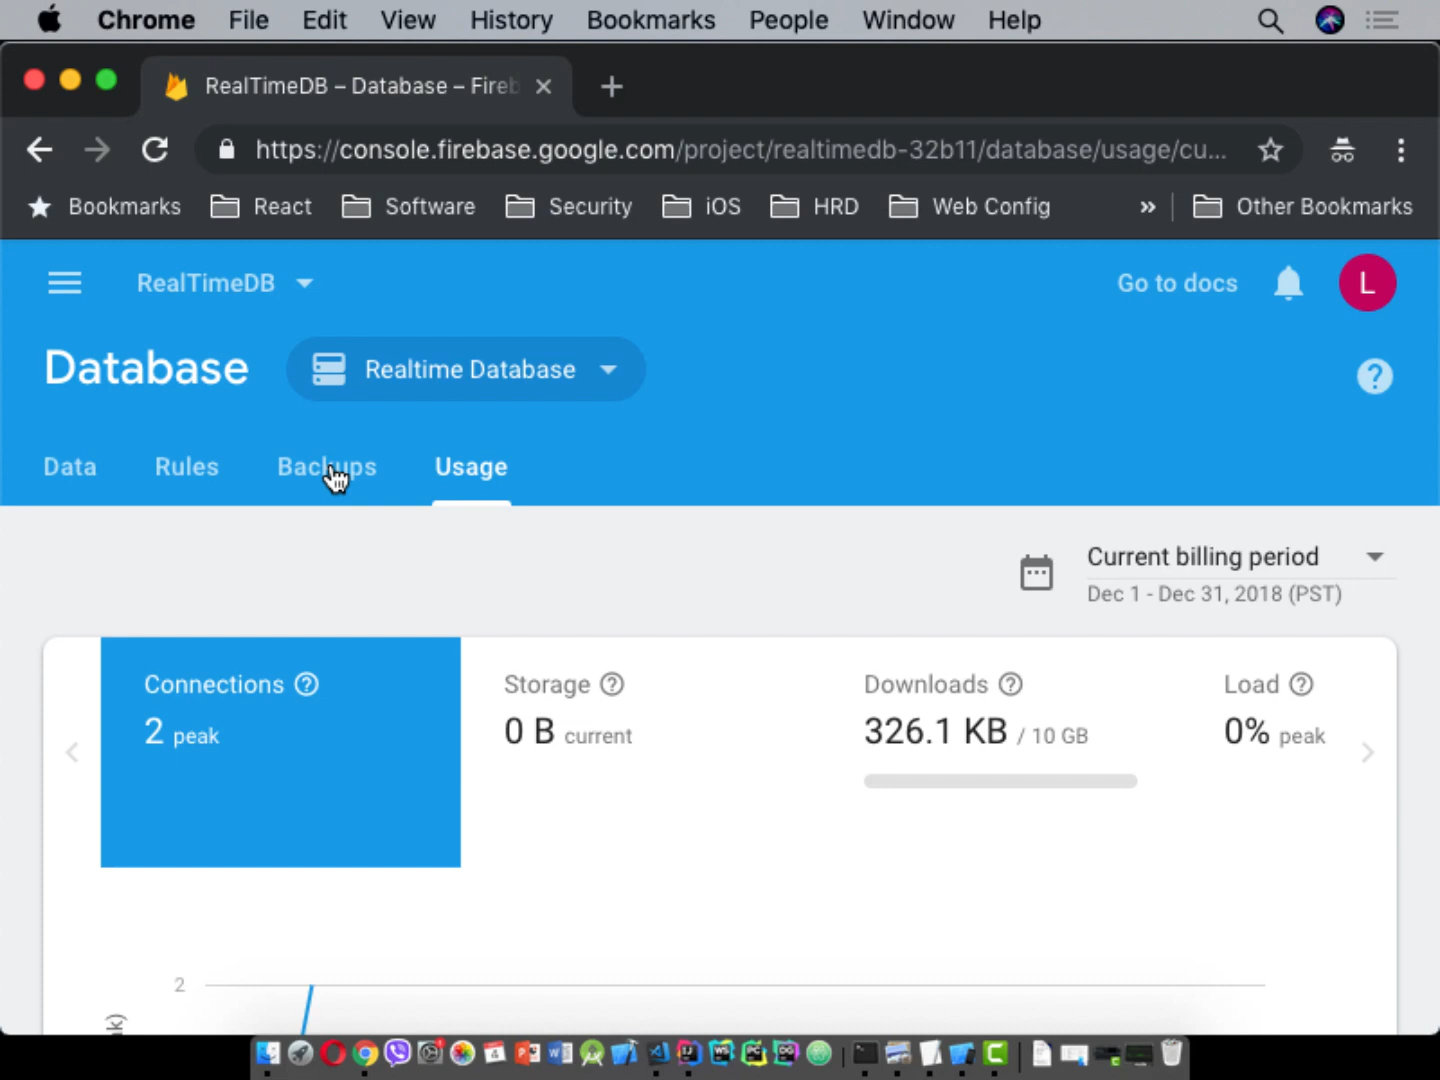 Chrome File Edit View History Bookmarks People Window Help
RealTimeDB – Database – Fireb
https://console.firebase.google.com/project/realtimedb-32b11/database/usage/cu...
Bookmarks React Software Security iOS HRD Web Config » Other Bookmarks
RealTimeDB Go to docs L
Database Realtime Database
Data Rules Backups Usage
Current billing period
Dec 1 - Dec 31, 2018 (PST)
Connections Storage Downloads Load
2 peak 0 B current 326.1 KB / 10 GB 0% peak
2